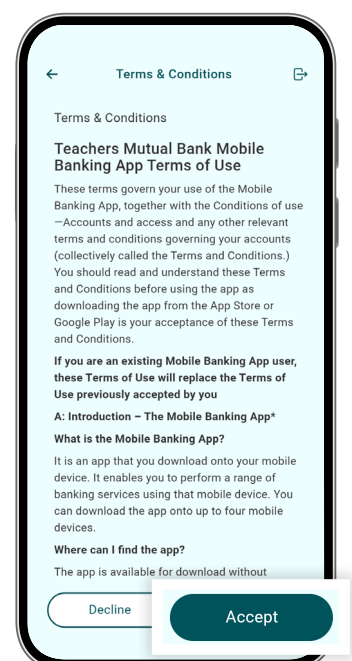 Terms & Conditions
Terms & Conditions
Teachers Mutual Bank Mobile
Banking App Terms of Use
These terms govern your use of the Mobile
Banking App, together with the Conditions of use
—Accounts and access and any other relevant
terms and conditions governing your accounts
(collectively called the Terms and Conditions.)
You should read and understand these Terms
and Conditions before using the app as
downloading the app from the App Store or
Google Play is your acceptance of these Terms
and Conditions.
If you are an existing Mobile Banking App user,
these Terms of Use will replace the Terms of
Use previously accepted by you
A: Introduction – The Mobile Banking App*
What is the Mobile Banking App?
It is an app that you download onto your mobile
device. It enables you to perform a range of
banking services using that mobile device. You
can download the app onto up to four mobile
devices.
Where can I find the app?
The app is available for download without
Decline
Accept